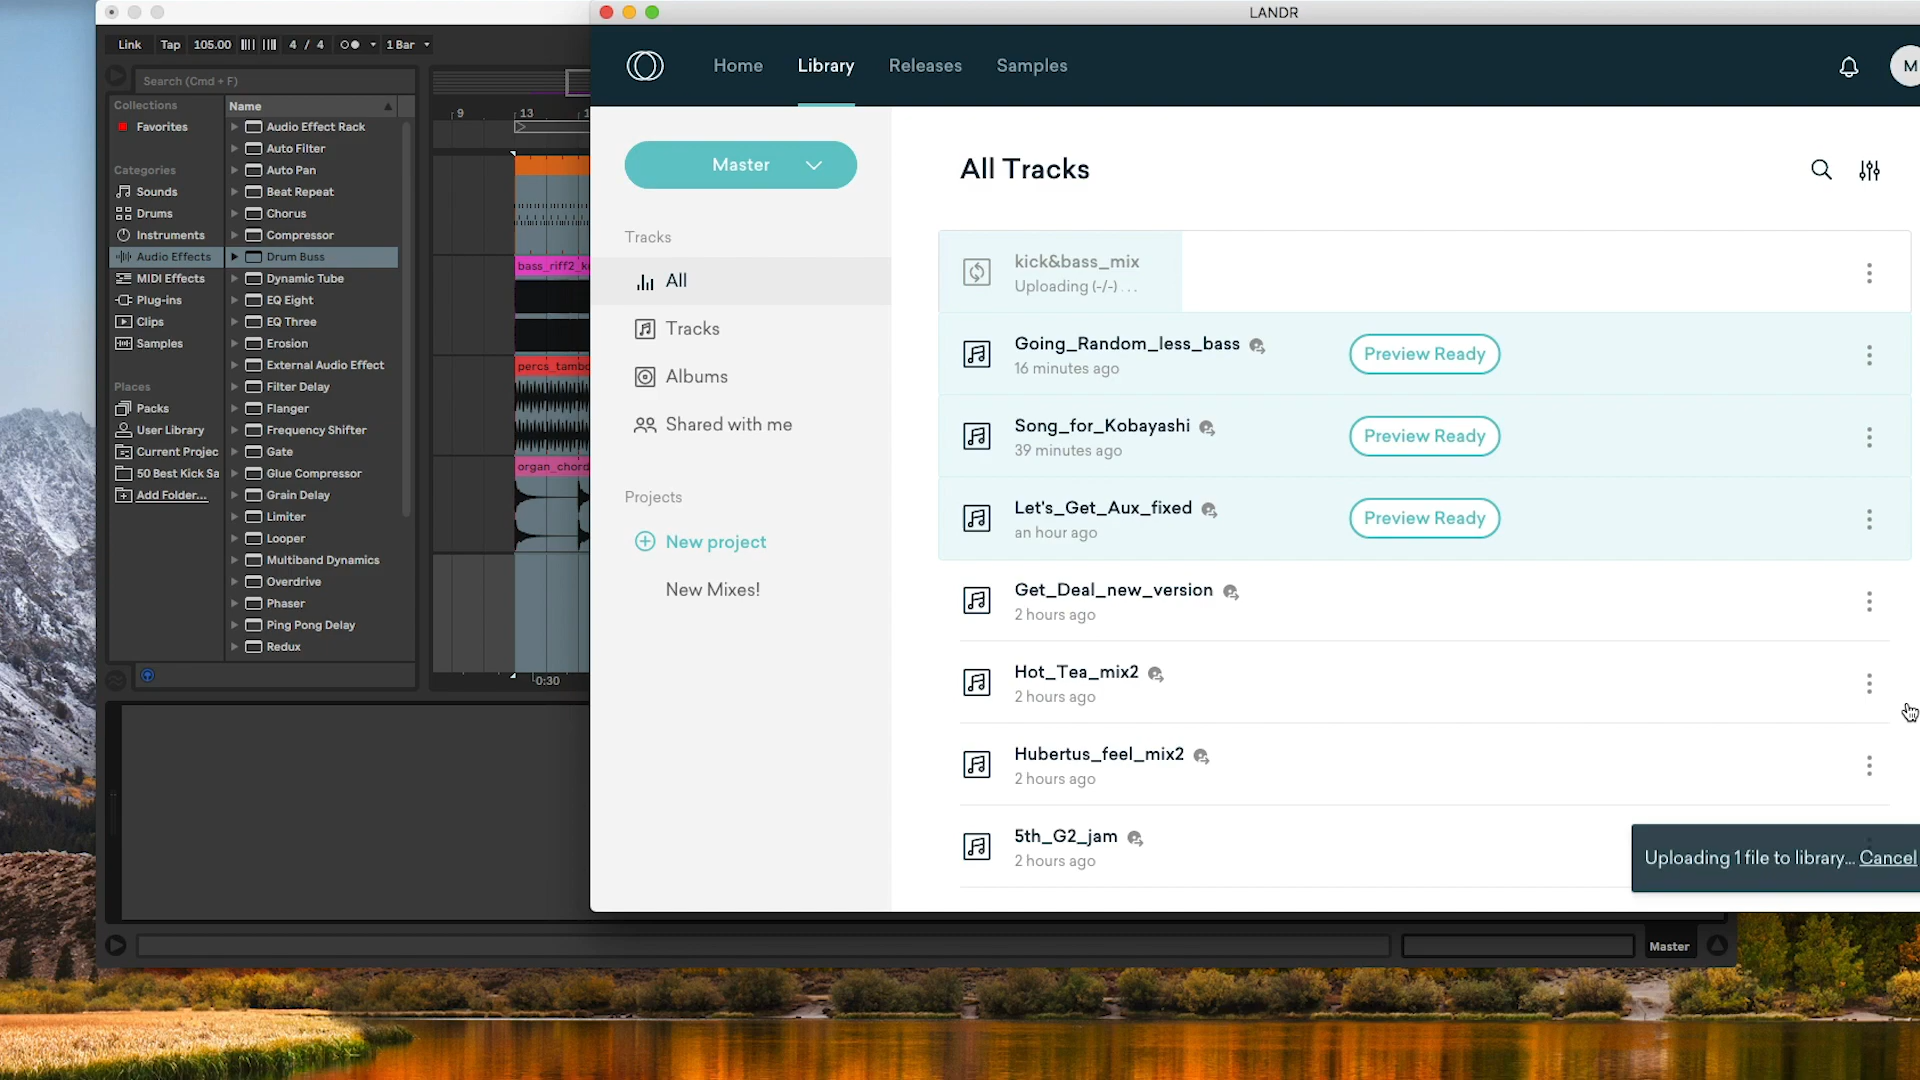 LANDR
Link Tap 105.00 4 / 4 1 Bar
Search (Cmd + F)
Collections
Favorites
Categories
Sounds
Drums
Instruments
Audio Effects
MIDI Effects
Plug-ins
Clips
Samples
Places
Packs
User Library
Current Projec
50 Best Kick Sa
Add Folder...
Name
Audio Effect Rack
Auto Filter
Auto Pan
Beat Repeat
Chorus
Compressor
Drum Buss
Dynamic Tube
EQ Eight
EQ Three
Erosion
External Audio Effect
Filter Delay
Flanger
Frequency Shifter
Gate
Glue Compressor
Grain Delay
Limiter
Looper
Multiband Dynamics
Overdrive
Phaser
Ping Pong Delay
Redux
9 13
bass_riff2_k
percs_tambo
organ_chord
0:30
Master
Home Library Releases Samples
M
Master
Tracks
All
Tracks
Albums
Shared with me
Projects
New project
New Mixes!
All Tracks
kick&bass_mix
Uploading (-/-) ...
Going_Random_less_bass
16 minutes ago
Preview Ready
Song_for_Kobayashi
39 minutes ago
Preview Ready
Let's_Get_Aux_fixed
an hour ago
Preview Ready
Get_Deal_new_version
2 hours ago
Hot_Tea_mix2
2 hours ago
Hubertus_feel_mix2
2 hours ago
5th_G2_jam
2 hours ago
Uploading 1 file to library... Cancel